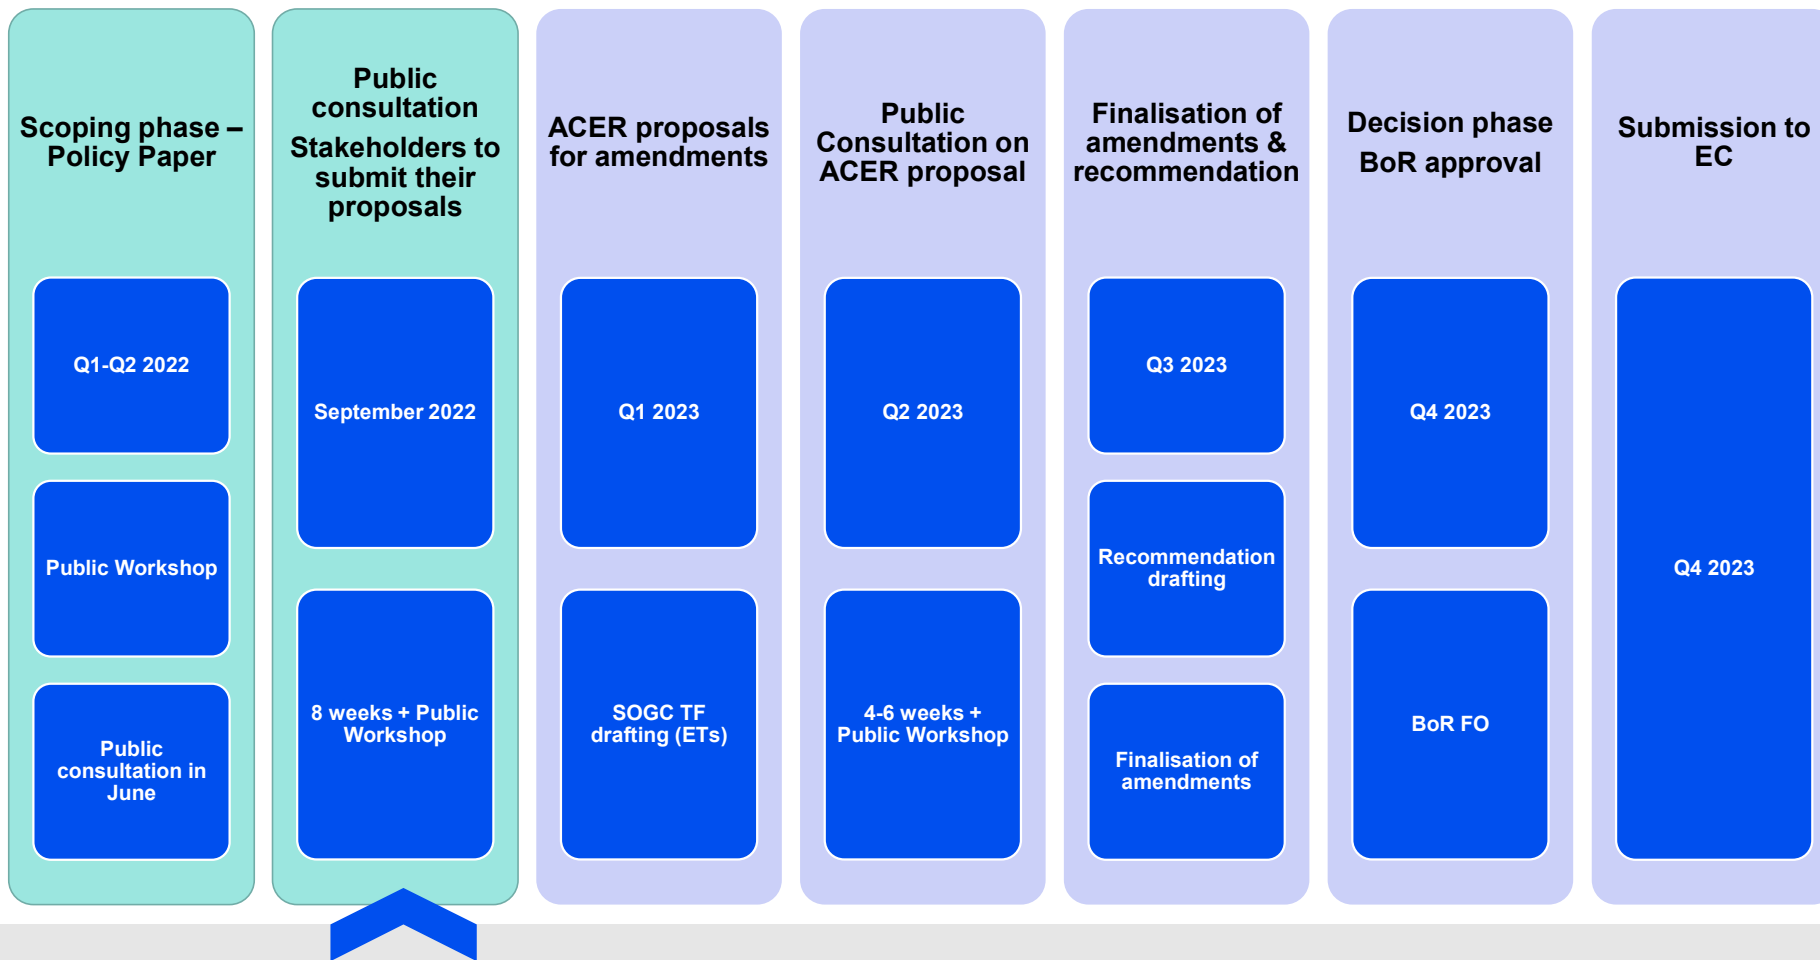 Scoping phase –
Policy Paper
Q1-Q2 2022
Public Workshop
Public
consultation in
June
Public
consultation
Stakeholders to
submit their
proposals
September 2022
8 weeks + Public
Workshop
ACER proposals
for amendments
Q1 2023
SOGC TF
drafting (ETs)
Public
Consultation on
ACER proposal
Q2 2023
4-6 weeks +
Public Workshop
Finalisation of
amendments &
recommendation
Q3 2023
Recommendation
drafting
Finalisation of
amendments
Decision phase
BoR approval
Q4 2023
BoR FO
Submission to
EC
Q4 2023